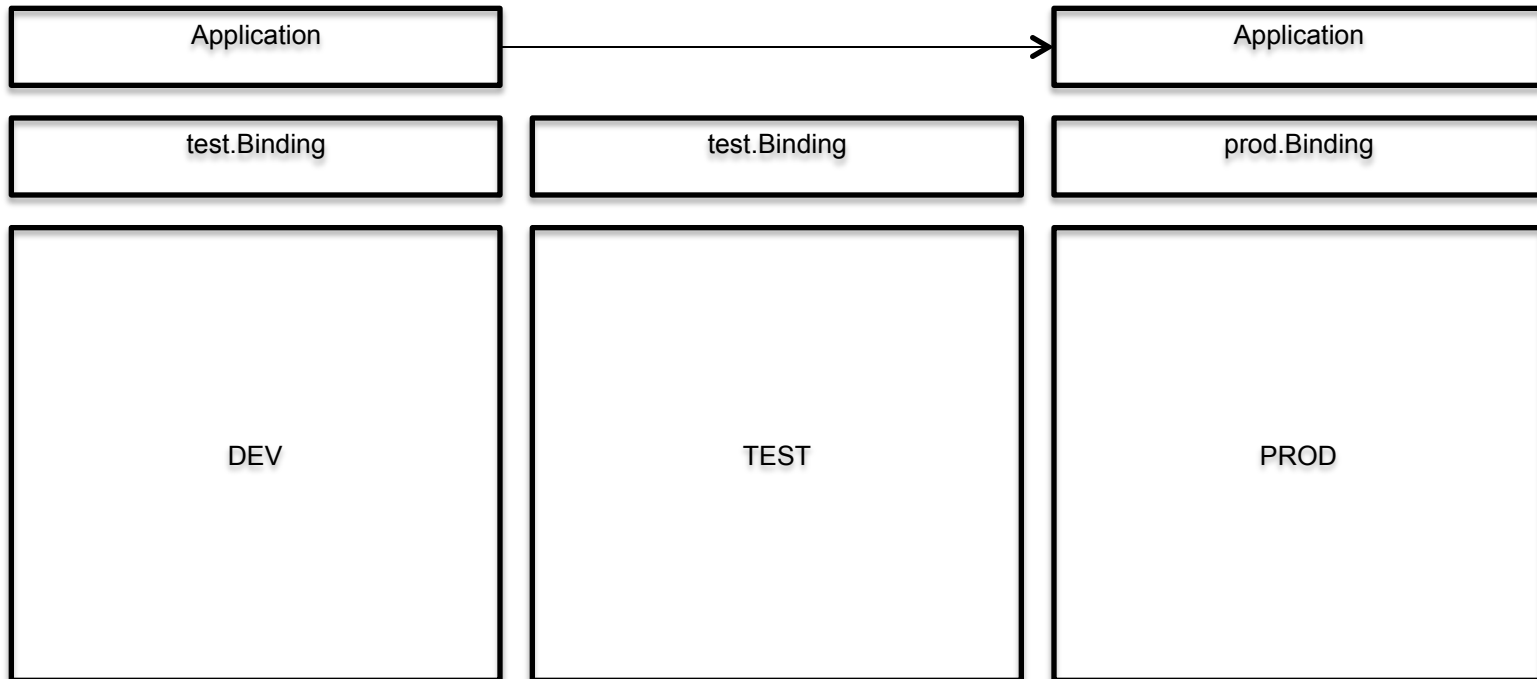 Application
Application
test.Binding
test.Binding
prod.Binding
DEV
TEST
PROD